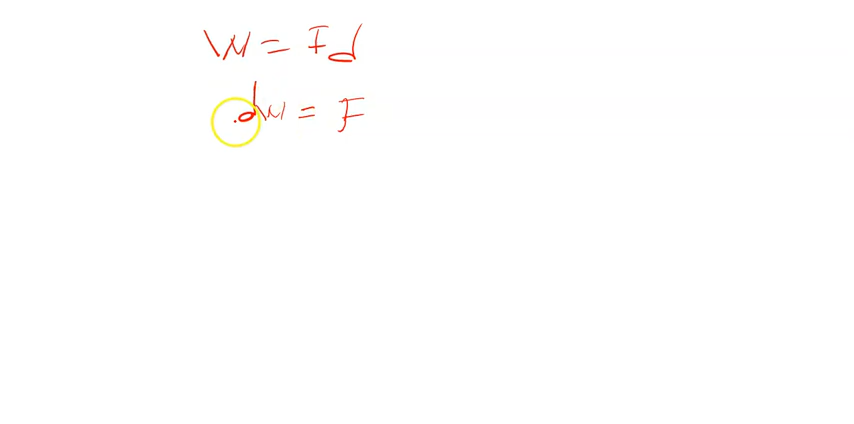 W = Fd
dW = F